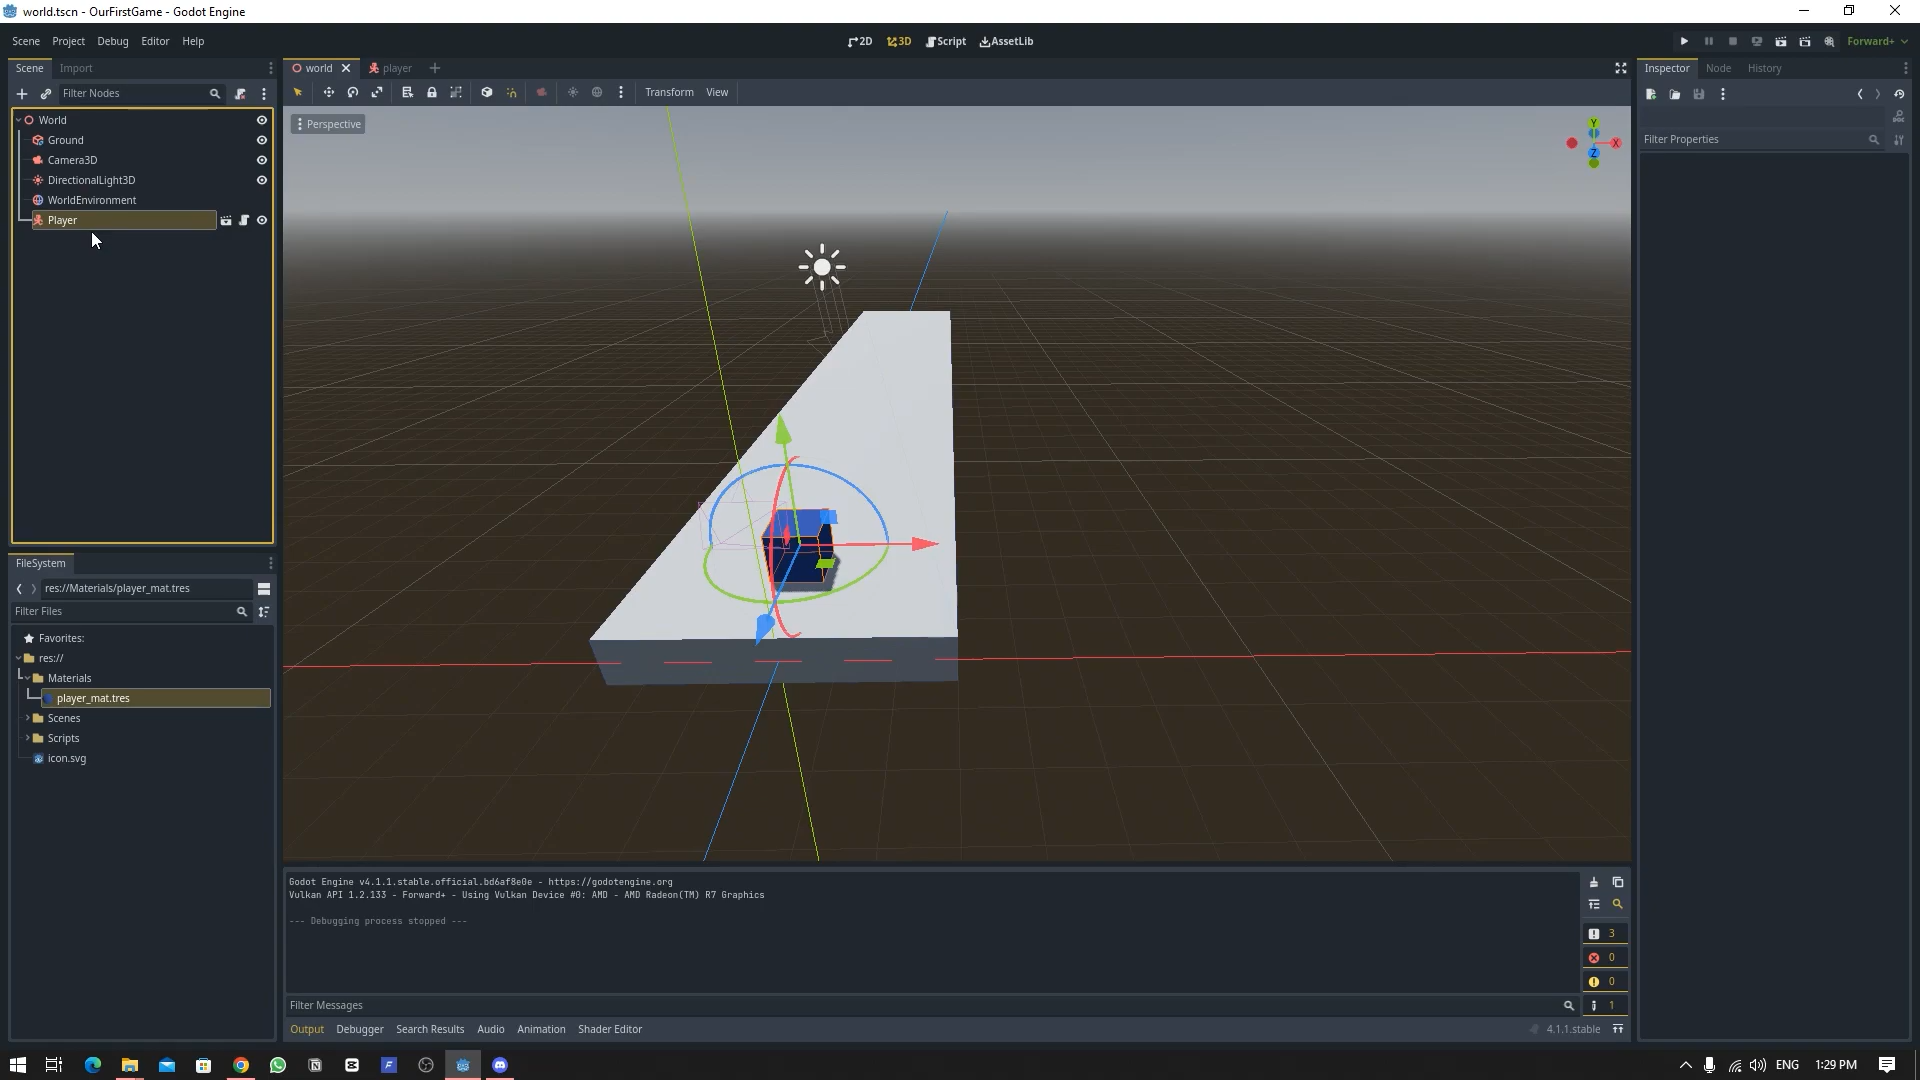 world.tscn - OurFirstGame - Godot Engine
Scene Project Debug Editor Help
2D 3D Script AssetLib
Forward+
Scene Import
world player
Inspector Node History
Filter Nodes
Transform View
World
Perspective
Y
X
Z
Filter Properties
Ground
Camera3D
DirectionalLight3D
WorldEnvironment
Player
FileSystem
res://Materials/player_mat.tres
Filter Files
Favorites:
res://
Materials
player_mat.tres
Scenes
Scripts
icon.svg
Godot Engine v4.1.1.stable.official.bd6af8e0e - https://godotengine.org
Vulkan API 1.2.133 - Forward+ - Using Vulkan Device #0: AMD - AMD Radeon(TM) R7 Graphics
--- Debugging process stopped ---
3
0
0
1
Filter Messages
Output Debugger Search Results Audio Animation Shader Editor
4.1.1.stable
ENG 1:29 PM